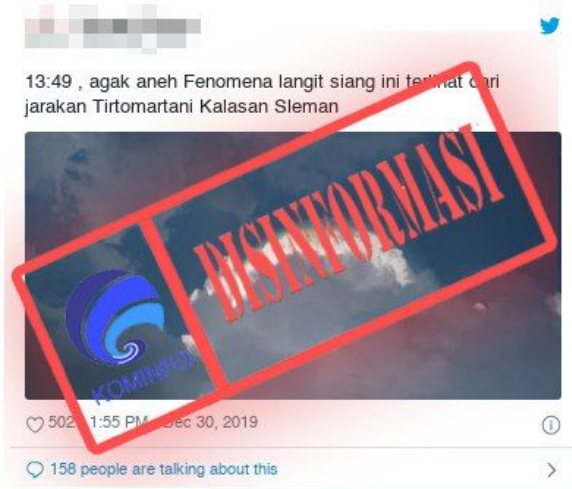 13:49 , agak aneh Fenomena langit siang ini terlihat dari
jarakan Tirtomartani Kalasan Sleman
DISINFORMASI
KOMINFO
502 1:55 PM - Dec 30, 2019
158 people are talking about this